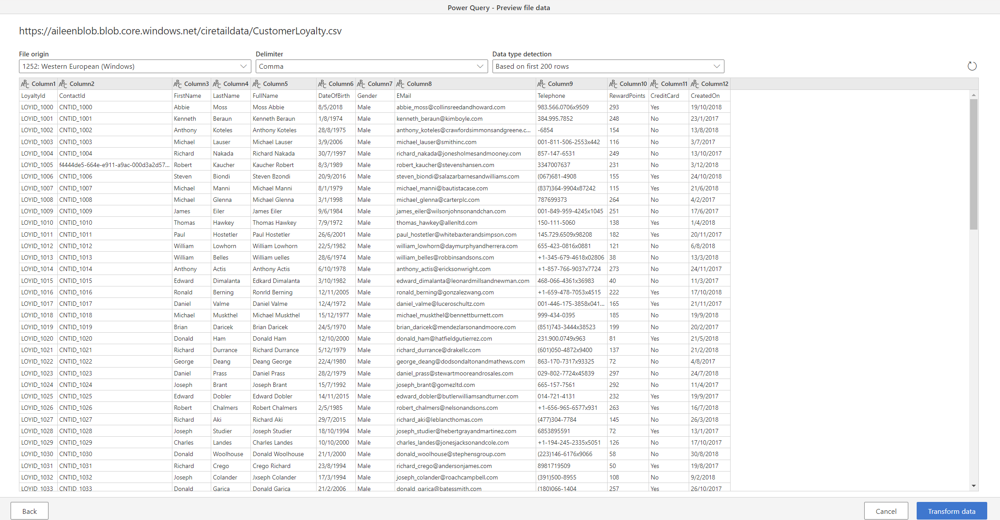 Power Query - Preview file data
https://aileenblob.blob.core.windows.net/ciretaildata/CustomerLoyalty.csv
File origin Delimiter Data type detection
1252: Western European (Windows) Comma Based on first 200 rows
ABC Column1 ABC Column2 ABC Column3 ABC Column4 ABC Column5 ABC Column6 ABC Column7 ABC Column8 ABC Column9 ABC Column10 ABC Column11 ABC Column12
LoyaltyId ContactId FirstName LastName FullName DateOfBirth Gender EMail Telephone RewardPoints CreditCard CreatedOn
LOYID_1000 CNTID_1000 Abbie Moss Moss Abbie 8/5/2018 Male abbie_moss@collinsreedandhoward.com 983.566.0706x9509 293 Yes 19/10/2018
LOYID_1001 CNTID_1001 Kenneth Beraun Kenneth Beraun 1/8/1974 Male kenneth_beraun@kimboyle.com 384.995.7852 248 No 23/1/2017
LOYID_1002 CNTID_1002 Anthony Koteles Anthony Koteles 28/8/1975 Male anthony_koteles@crawfordsimmonsandgreene.c... -6854 154 No 13/8/2018
LOYID_1003 CNTID_1003 Michael Lauser Michael Lauser 3/9/2006 Male michael_lauser@smithinc.com 001-811-506-2553x442 116 No 3/7/2017
LOYID_1004 CNTID_1004 Richard Nakada Richard Nakada 30/7/1997 Male richard_nakada@jonesholmesandmooney.com 857-147-6531 249 No 13/10/2017
LOYID_1005 f4444de5-664e-e911-a9ac-000d3a2d57... Robert Kaucher Kaucher Robert 8/3/1989 Male robert_kaucher@stevenshansen.com 3347007637 231 No 3/12/2018
LOYID_1006 CNTID_1006 Steven Biondi Steven Bzondi 20/9/2016 Male steven_biondi@salazarbarnesandwilliams.com (067)681-4908 155 Yes 24/10/2018
LOYID_1007 CNTID_1007 Michael Manni Michael Manni 8/1/1979 Male michael_manni@bautistacase.com (837)364-9904x87242 115 Yes 21/6/2018
LOYID_1008 CNTID_1008 Michael Glenna Michael Glenna 3/1/1998 Male michael_glenna@carterplc.com 787699373 264 No 4/2/2017
LOYID_1009 CNTID_1009 James Eiler James Eiler 9/6/1984 Male james_eiler@wilsonjohnsonandchan.com 001-849-959-4245x1045 251 No 17/6/2017
LOYID_1010 CNTID_1010 Thomas Hawkey Thomas Hawkey 7/9/1972 Male thomas_hawkey@allenltd.com 150-111-5060 138 Yes 1/4/2018
LOYID_1011 CNTID_1011 Paul Hostetler Paul Hostetler 26/6/2001 Male paul_hostetler@whitebaxterandsimpson.com 145.729.6509x98208 182 Yes 20/11/2017
LOYID_1012 CNTID_1012 William Lowhorn William Lowhorn 22/5/1982 Male william_lowhorn@daymurphyandherrera.com 655-423-0816x0881 121 No 6/8/2018
LOYID_1013 CNTID_1013 William Belles William uelles 28/6/1974 Male william_belles@robbinsandsons.com +1-345-679-4618x02806 38 No 13/3/2018
LOYID_1014 CNTID_1014 Anthony Actis Anthony Actis 6/10/1978 Male anthony_actis@ericksonwright.com +1-857-766-9037x7724 273 No 24/11/2017
LOYID_1015 CNTID_1015 Edward Dimalanta Edkard Dimalanta 3/10/1982 Male edward_dimalanta@leonardmillsandnewman.com 468-066-4361x36983 40 No 11/3/2017
LOYID_1016 CNTID_1016 Ronald Berning Ronrld Berning 12/11/2005 Male ronald_berning@gonzalezwang.com +1-659-478-7053x4515 222 Yes 17/10/2018
LOYID_1017 CNTID_1017 Daniel Valme Daniel Valme 12/4/1972 Male daniel_valme@luceroschultz.com 001-446-175-3858x041... 165 Yes 21/11/2017
LOYID_1018 CNTID_1018 Michael Muskthel Michael Muskthel 15/12/1977 Male michael_muskthel@bennettburnett.com 999-434-0395 185 No 19/9/2018
LOYID_1019 CNTID_1019 Brian Daricek Brian Daricek 24/5/1970 Male brian_daricek@mendezlarsonandmoore.com (851)743-3444x38523 199 No 20/2/2017
LOYID_1020 CNTID_1020 Donald Ham Donald Ham 12/10/2000 Male donald_ham@hatfieldgutierrez.com 231.900.0749x963 81 Yes 21/5/2018
LOYID_1021 CNTID_1021 Richard Durrance Richard Durrance 5/12/1979 Male richard_durrance@drakellc.com (601)050-4872x9400 137 No 21/2/2018
LOYID_1022 CNTID_1022 George Deang Deang George 22/4/1980 Male george_deang@dodsondaltonandmathews.com 863-170-7317x93325 72 No 4/8/2017
LOYID_1023 CNTID_1023 Daniel Prass Daniel Prass 28/2/1979 Male daniel_prass@stewartmooreandrosales.com 029-802-7724x45839 297 No 24/7/2018
LOYID_1024 CNTID_1024 Joseph Brant Joseph Brant 15/7/1992 Male joseph_brant@gomezltd.com 665-157-7561 292 No 11/4/2017
LOYID_1025 CNTID_1025 Edward Dobler Edward Dobler 14/11/2015 Male edward_dobler@butlerwilliamsandturner.com 014-721-4131 232 Yes 19/9/2017
LOYID_1026 CNTID_1026 Robert Chalmers Robert Chalmers 2/5/1985 Male robert_chalmers@nelsonandsons.com +1-656-965-6577x931 263 Yes 16/7/2018
LOYID_1027 CNTID_1027 Richard Aki Richard Aki 29/7/2015 Male richard_aki@leblancthomas.com (477)304-7784 145 No 26/3/2018
LOYID_1028 CNTID_1028 Joseph Studier Joseph Studier 18/10/1994 Male joseph_studier@hebertgrayandmartinez.com 6853895591 72 Yes 13/1/2017
LOYID_1029 CNTID_1029 Charles Landes Charles Landes 10/10/2000 Male charles_landes@jonesjacksonandcole.com +1-194-245-2335x5051 126 No 17/10/2017
LOYID_1030 CNTID_1030 Donald Woolhouse Donald Woolhouse 21/1/2000 Male donald_woolhouse@stephensgroup.com (223)146-6176x9066 58 No 30/8/2018
LOYID_1031 CNTID_1031 Richard Crego Crego Richard 23/8/1994 Male richard_crego@andersonjames.com 8981719509 50 Yes 19/8/2017
LOYID_1032 CNTID_1032 Joseph Colander Jxseph Colander 17/3/1994 Male joseph_colander@roachcampbell.com (391)500-8955 108 No 9/2/2018
LOYID_1033 CNTID_1033 Donald Garica Donald Garica 21/2/2006 Male donald_garica@batessmith.com (180)066-1404 257 Yes 26/10/2017
Back Cancel Transform data